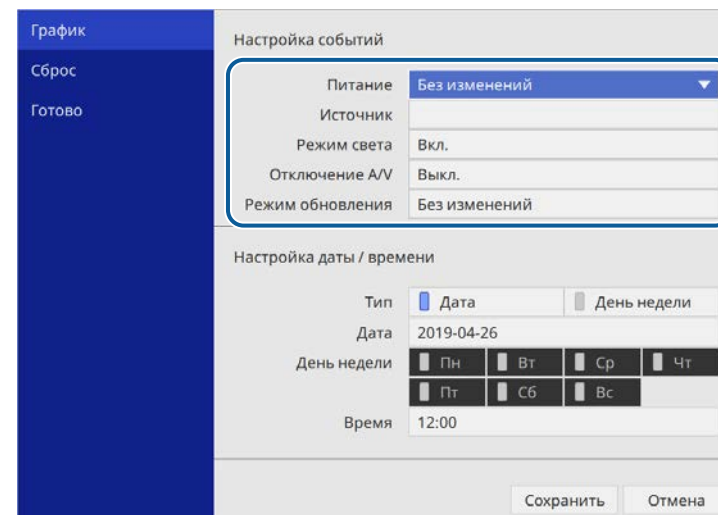 График
Сброс
Готово
Настройка событий
Питание Без изменений
Источник
Режим света Вкл.
Отключение A/V Выкл.
Режим обновления Без изменений
Настройка даты / времени
Тип Дата День недели
Дата 2019-04-26
День недели Пн Вт Ср Чт
Пт Сб Вс
Время 12:00
Сохранить Отмена